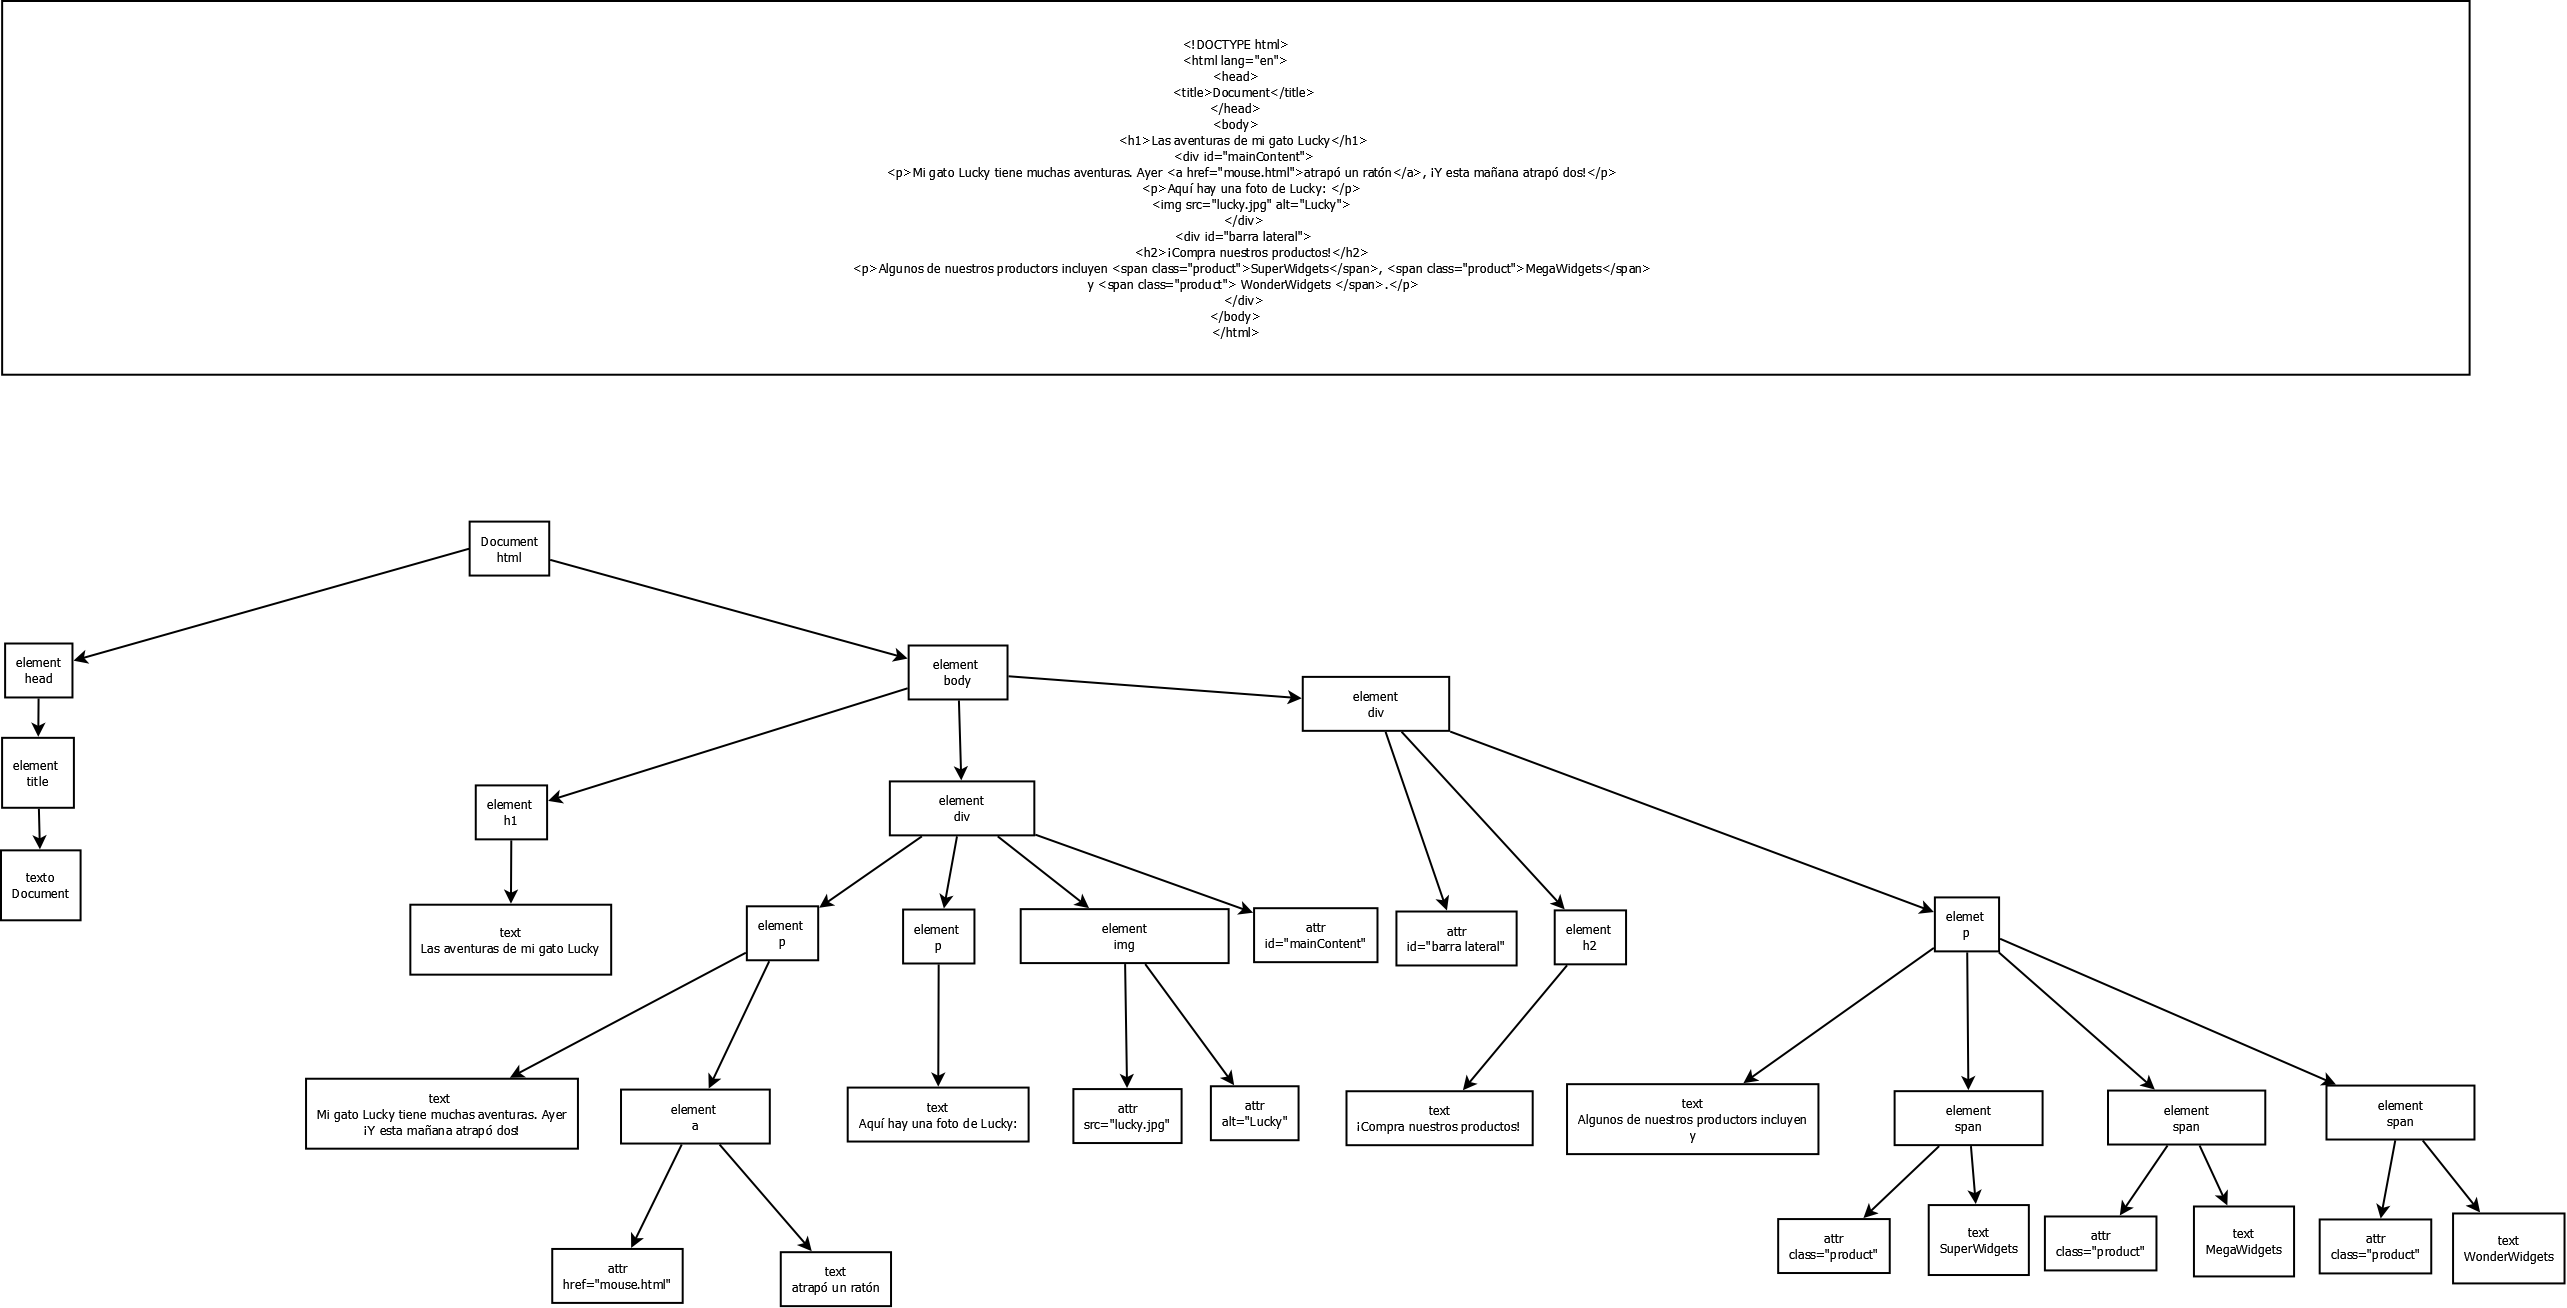 <!DOCTYPE html>
<html lang="en">
<head>
<title>Document</title>
</head>
<body>
<h1>Las aventuras de mi gato Lucky</h1>
<div id="mainContent">
<p>Mi gato Lucky tiene muchas aventuras. Ayer <a href="mouse.html">atrapó un ratón</a>, ¡Y esta mañana atrapó dos!</p>
<p>Aquí hay una foto de Lucky: </p>
<img src="lucky.jpg" alt="Lucky">
</div>
<div id="barra lateral">
<h2>¡Compra nuestros productos!</h2>
<p>Algunos de nuestros productors incluyen <span class="product">SuperWidgets</span>, <span class="product">MegaWidgets</span>
y <span class="product"> WonderWidgets </span>.</p>
</div>
</body>
</html>
Document
html
element
head
element
body
element
div
element
title
element
h1
element
div
texto
Document
text
Las aventuras de mi gato Lucky
element
p
element
p
element
img
attr
id="mainContent"
attr
id="barra lateral"
element
h2
elemet
p
text
Mi gato Lucky tiene muchas aventuras. Ayer
¡Y esta mañana atrapó dos!
element
a
text
Aquí hay una foto de Lucky:
attr
src="lucky.jpg"
attr
alt="Lucky"
text
¡Compra nuestros productos!
text
Algunos de nuestros productors incluyen
y
element
span
element
span
element
span
attr
href="mouse.html"
text
atrapó un ratón
attr
class="product"
text
SuperWidgets
attr
class="product"
text
MegaWidgets
attr
class="product"
text
WonderWidgets